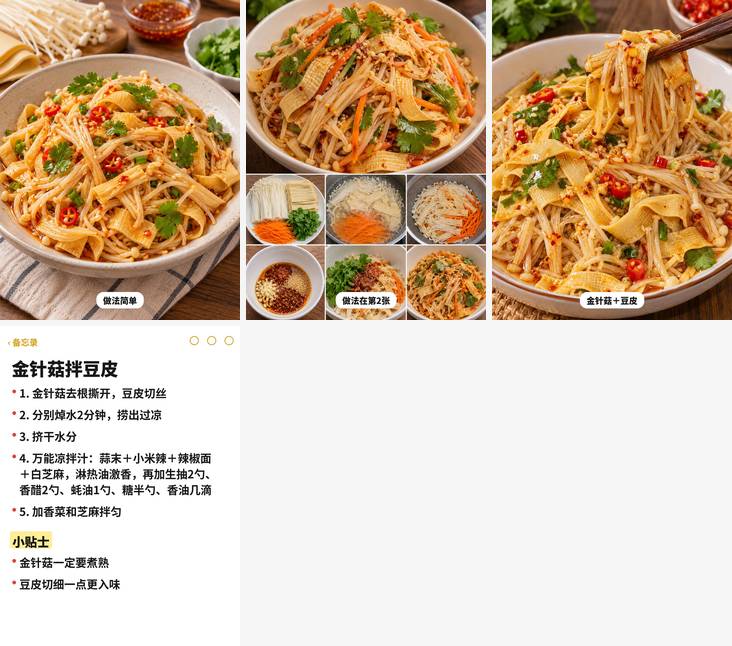 做法简单
做法在第2张
金针菇＋豆皮
‹备忘录
金针菇拌豆皮
1. 金针菇去根撕开，豆皮切丝
2. 分别焯水2分钟，捞出过凉
3. 挤干水分
4. 万能凉拌汁：蒜末＋小米辣＋辣椒面
＋白芝麻，淋热油激香，再加生抽2勺、
香醋2勺、蚝油1勺、糖半勺、香油几滴
5. 加香菜和芝麻拌匀
小贴士
金针菇一定要煮熟
豆皮切细一点更入味